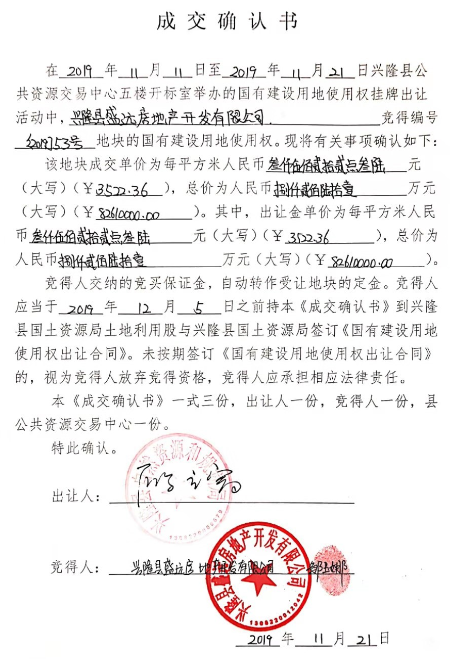 成交确认书
在 2019 年 11 月 11 日至 2019 年 11 月 21 日兴隆县公
共资源交易中心五楼开标室举办的国有建设用地使用权挂牌出让
活动中，兴隆县盛远房地产开发有限公司 竞得编号
201953号 地块的国有建设用地使用权。现将有关事项确认如下：
该地块成交单价为每平方米人民币 叁仟伍佰贰拾贰点叁陆 元
（大写）（￥3522.36），总价为人民币 捌仟贰佰陆拾壹 万元
（大写）（￥82610000.00）。其中，出让金单价为每平方米人民
币 叁仟伍佰贰拾贰点叁陆 元（大写）（￥3522.36），总价为
人民币 捌仟贰佰陆拾壹 万元（大写）（￥82610000.00）。
竞得人交纳的竞买保证金，自动转作受让地块的定金。竞得人
应当于 2019 年 12 月 5 日之前持本《成交确认书》到兴隆
县国土资源局土地利用股与兴隆县国土资源局签订《国有建设用地
使用权出让合同》。未按期签订《国有建设用地使用权出让合同》
的，视为竞得人放弃竞得资格，竞得人应承担相应法律责任。
本《成交确认书》一式三份，出让人一份，竞得人一份，县
公共资源交易中心一份。
特此确认。
出让人：
竞得人：兴隆县盛远房地产开发有限公司
2019 年 11 月 21 日